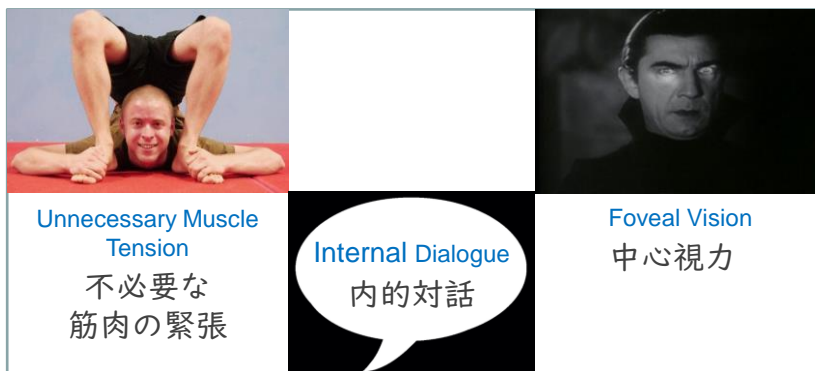 Unnecessary Muscle
Tension
不必要な
筋肉の緊張
Internal Dialogue
内的対話
Foveal Vision
中心視力